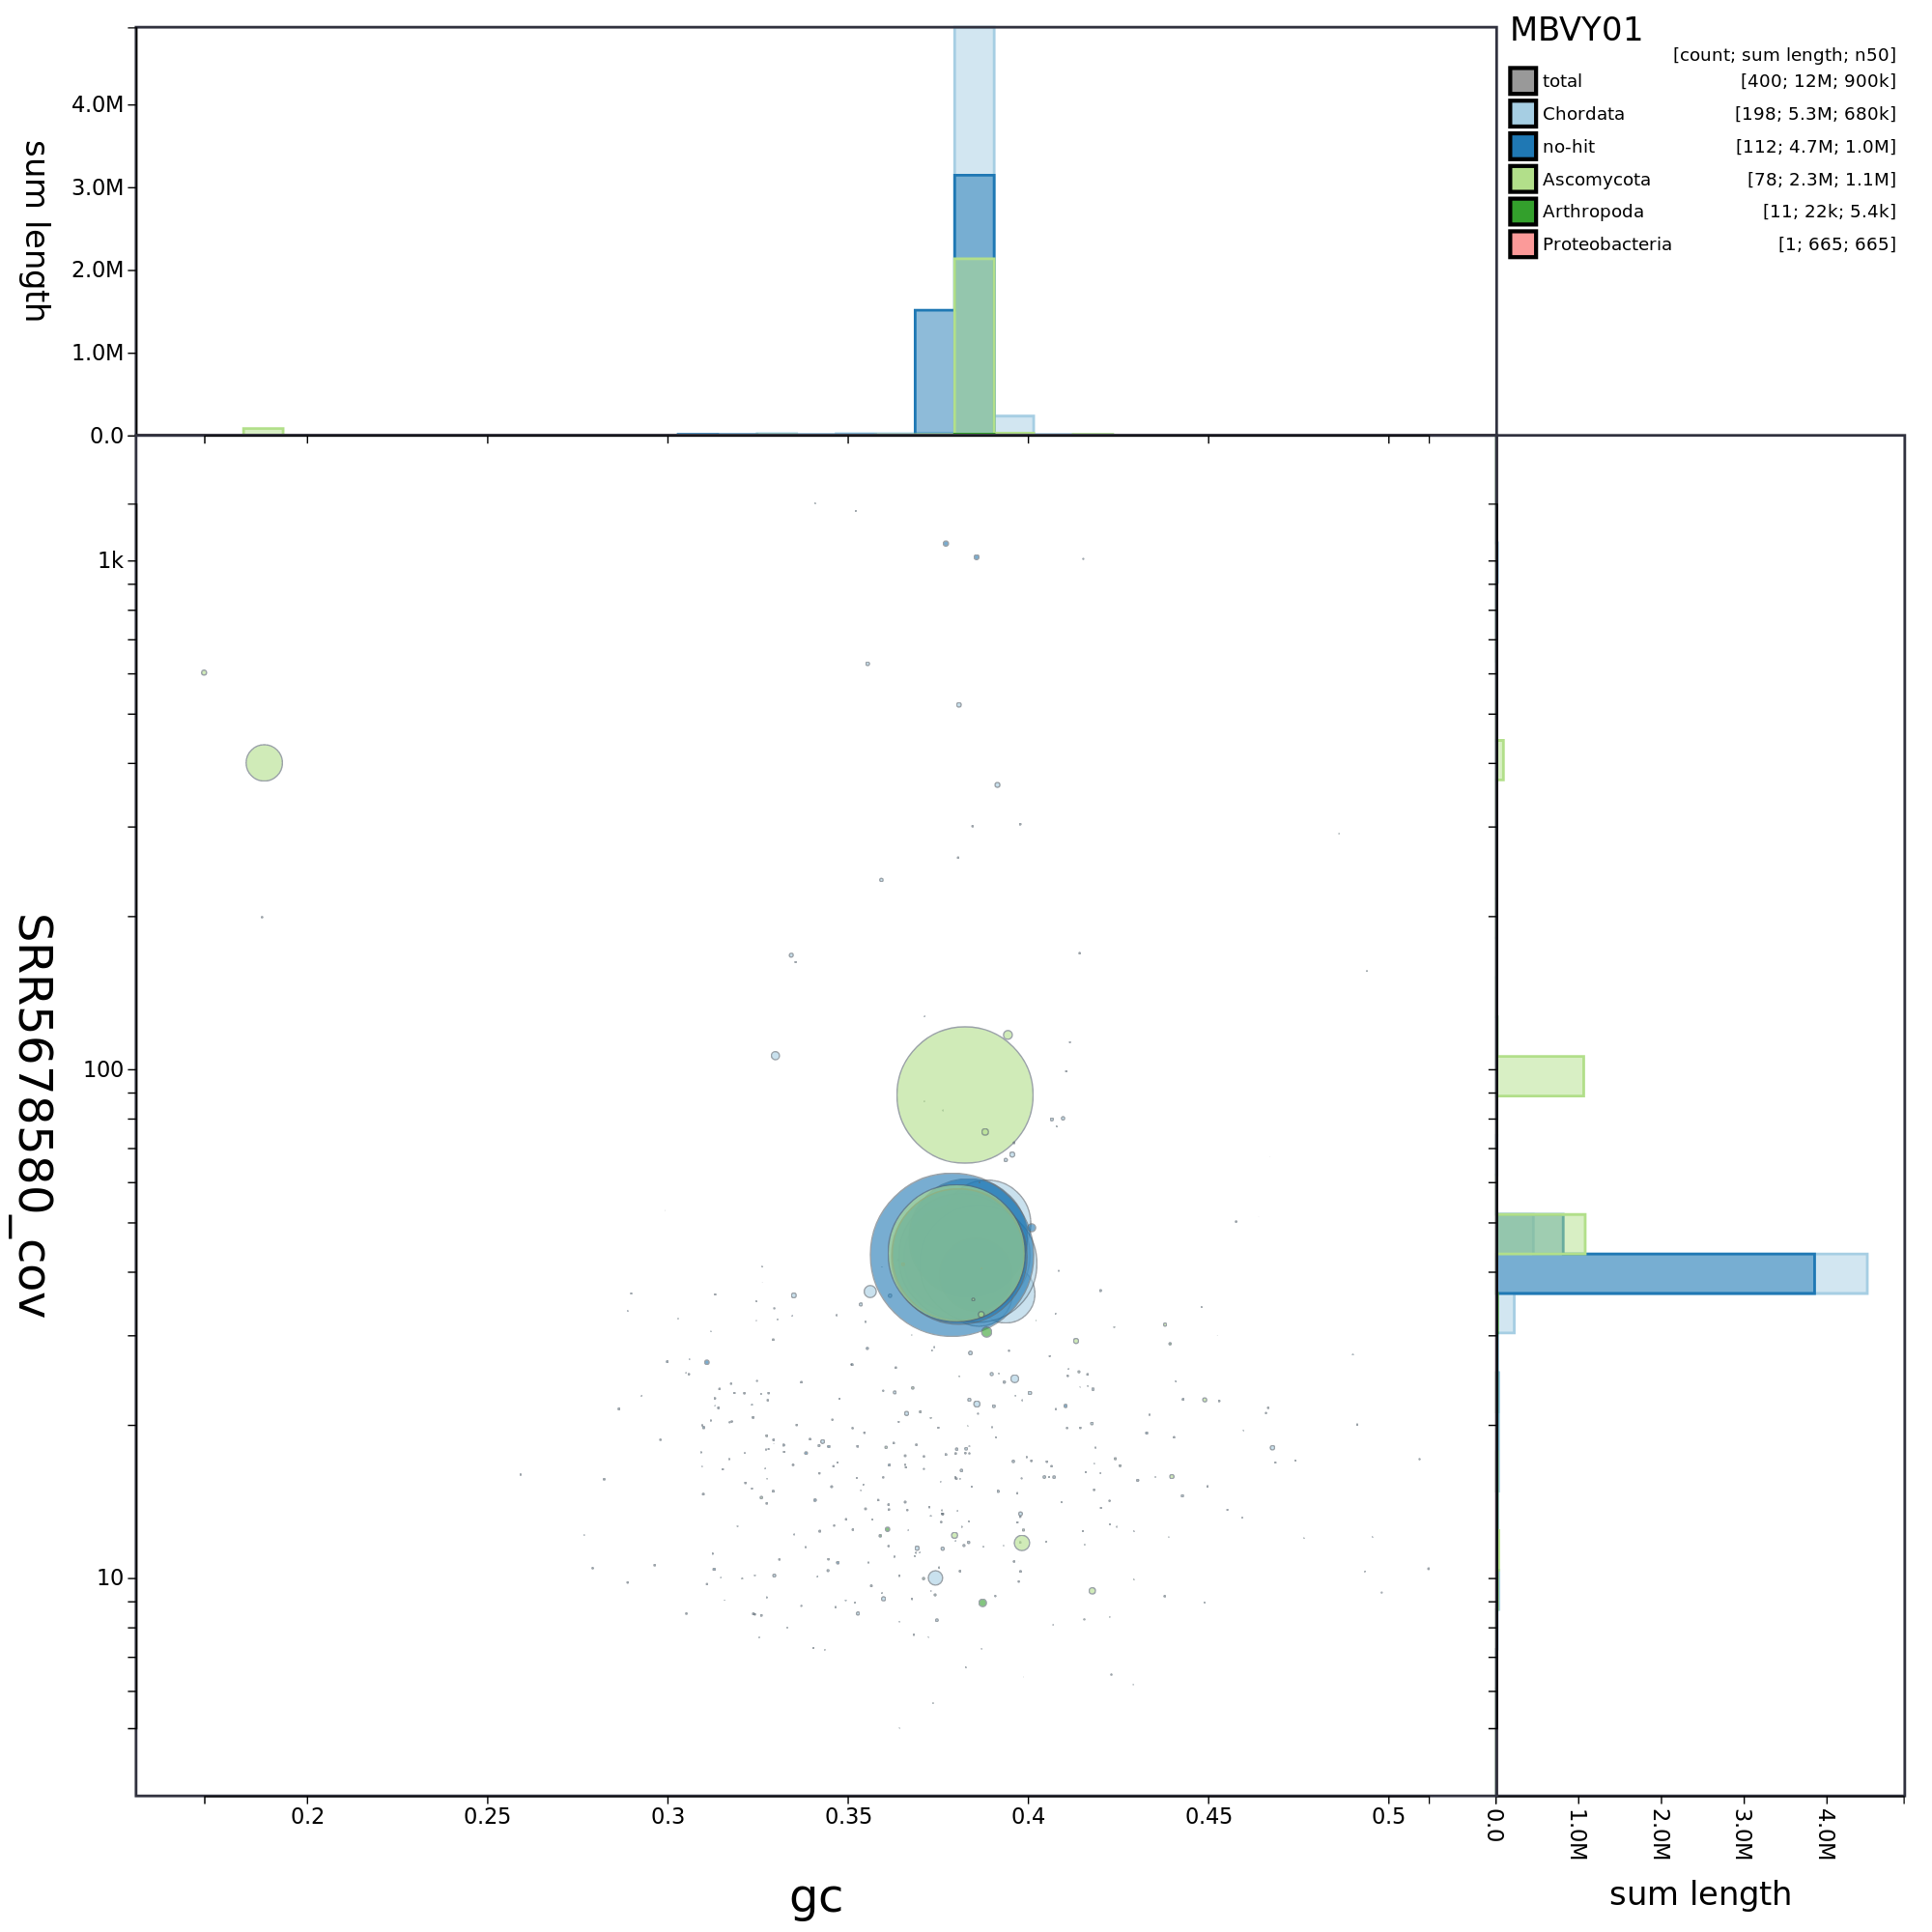 MBVY01
[count; sum length; n50]
total [400; 12M; 900k]
Chordata [198; 5.3M; 680k]
no-hit [112; 4.7M; 1.0M]
Ascomycota [78; 2.3M; 1.1M]
Arthropoda [11; 22k; 5.4k]
Proteobacteria [1; 665; 665]
sum length
4.0M
3.0M
2.0M
1.0M
0.0
SRR5678580_cov
1k
100
10
0.2 0.25 0.3 0.35 0.4 0.45 0.5
gc
0.0 1.0M 2.0M 3.0M 4.0M
sum length